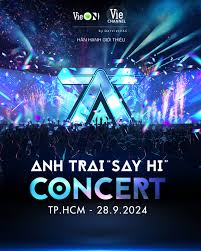 VieON
Vie
CHANNEL
HÂN HẠNH GIỚI THIỆU
ANH TRAI "SAY HI"
CONCERT
TP.HCM - 28.9.2024